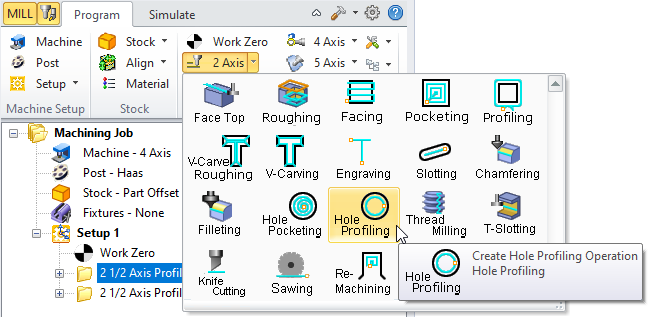 MILL Program Simulate
Machine Stock Work Zero 4 Axis
Post Align 2 Axis 5 Axis
Setup Material
Machine Setup Stock
Face Top Roughing Facing Pocketing Profiling
V-Carve Roughing V-Carving Engraving Slotting Chamfering
Filleting Hole Pocketing Hole Profiling Thread Milling T-Slotting
Knife Cutting Sawing Re-Machining
Machining Job
Machine - 4 Axis
Post - Haas
Stock - Part Offset
Fixtures - None
Setup 1
Work Zero
2 1/2 Axis Profil
2 1/2 Axis Profil
Hole Profiling
Create Hole Profiling Operation
Hole Profiling